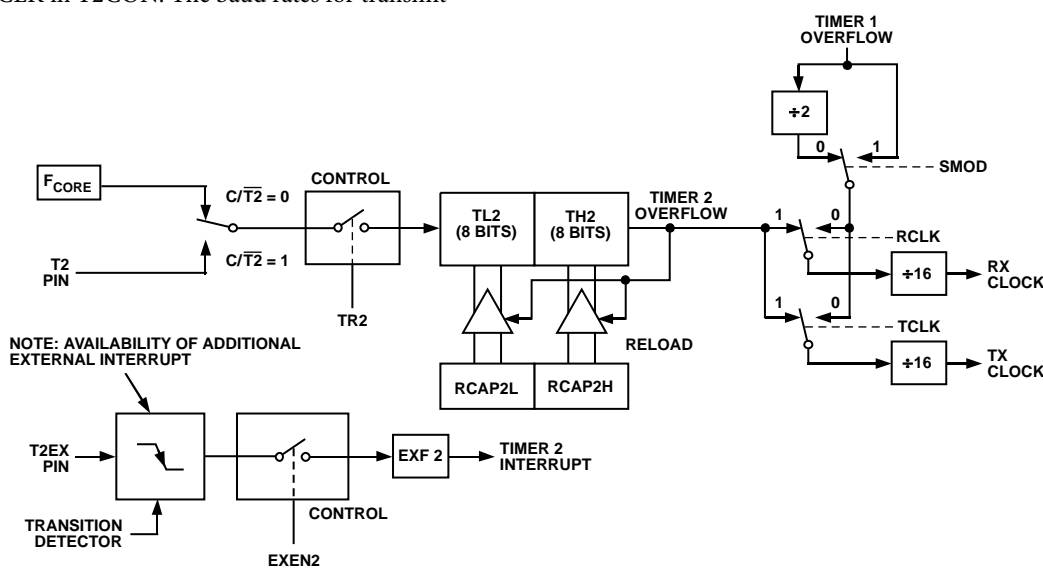 CLK in T2CON. The baud rates for transmit
TIMER 1
OVERFLOW
÷2
0
1
SMOD
FCORE
C/T2 = 0
CONTROL
TL2
(8 BITS)
TH2
(8 BITS)
TIMER 2
OVERFLOW
1
0
RCLK
T2
PIN
C/T2 = 1
÷16
RX
CLOCK
TR2
1
0
TCLK
RELOAD
NOTE: AVAILABILITY OF ADDITIONAL
EXTERNAL INTERRUPT
RCAP2L
RCAP2H
÷16
TX
CLOCK
T2EX
PIN
EXF 2
TIMER 2
INTERRUPT
CONTROL
TRANSITION
DETECTOR
EXEN2